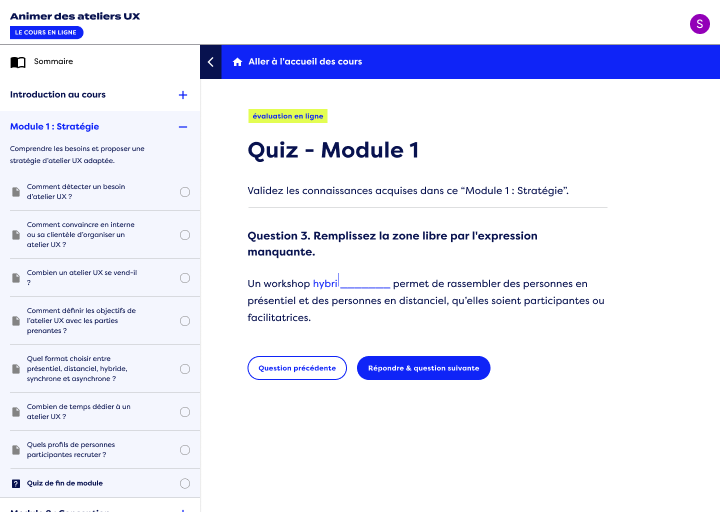 Animer des ateliers UX
LE COURS EN LIGNE
S
Sommaire
Aller à l'accueil des cours
Introduction au cours
Module 1 : Stratégie
Comprendre les besoins et proposer une
stratégie d'atelier UX adaptée.
Comment détecter un besoin
d'atelier UX ?
Comment convaincre en interne
ou sa clientèle d'organiser un
atelier UX ?
Combien un atelier UX se vend-il
?
Comment définir les objectifs de
l'atelier UX avec les parties
prenantes ?
Quel format choisir entre
présentiel, distanciel, hybride,
synchrone et asynchrone ?
Combien de temps dédier à un
atelier UX ?
Quels profils de personnes
participantes recruter ?
Quiz de fin de module
évaluation en ligne
Quiz - Module 1
Validez les connaissances acquises dans ce “Module 1 : Stratégie”.
Question 3. Remplissez la zone libre par l'expression
manquante.
Un workshop hybri_________ permet de rassembler des personnes en
présentiel et des personnes en distanciel, qu'elles soient participantes ou
facilitatrices.
Question précédente
Répondre & question suivante